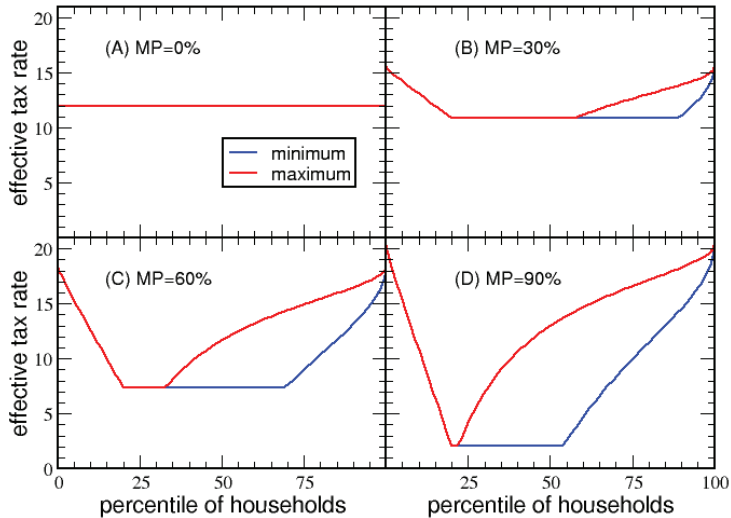 20
15
10
5
effective tax rate
(A) MP=0%
minimum
maximum
(B) MP=30%
20
15
10
5
0
effective tax rate
(C) MP=60%
(D) MP=90%
0 25 50 75 25 50 75 100
percentile of households percentile of households